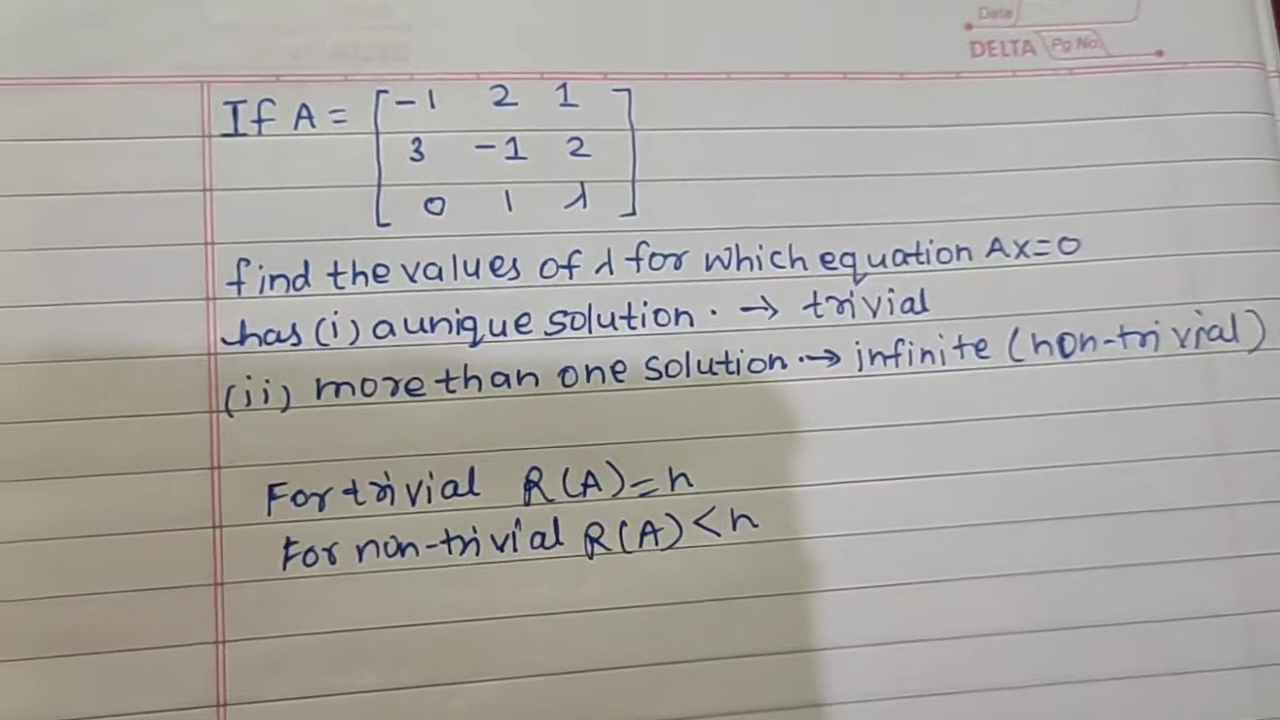 Date
DELTA Pg No.
If A = [ -1 2 1
3 -1 2
0 1 λ ]
find the values of λ for which equation AX=0
has (i) a unique solution. → trivial
(ii) more than one solution. → infinite (non-trivial)
For trivial R(A)=n
For non-trivial R(A)<n